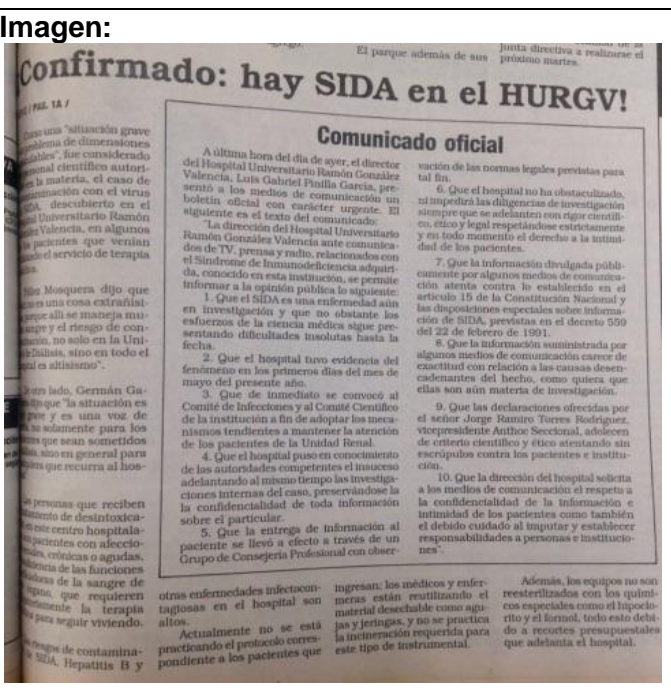 Imagen:
El parque además de sus
junta directiva a realizarse el
próximo martes.
Confirmado: hay SIDA en el HURGV!
PAG. 1A /
una "situación grave
problema de dimensiones
fue considerado
científico autori-
la materia, el caso de
con el virus
descubierto en el
Universitario Ramón
Valencia, en algunos
pacientes que venían
el servicio de terapia
Mosquera dijo que
es una cosa extrañísi-
porque allí se maneja mu-
sangre y el riesgo de con-
no solo en la Uni-
Diálisis, sino en todo el
es altísimo".
otro lado, Germán Ga-
dijo que "la situación es
grave y es una voz de
no solamente para los
que sean sometidos
sino en general para
que recurra al hos-
personas que reciben
de desintoxica-
en este centro hospitala-
pacientes con afeccio-
crónicas o agudas,
de las funciones
de la sangre de
que requieren
la terapia
para seguir viviendo.
riesgos de contamina-
SIDA, Hepatitis B y
Comunicado oficial
A última hora del día de ayer, el director
del Hospital Universitario Ramón González
Valencia, Luis Gabriel Pinilla García, pre-
sentó a los medios de comunicación un
boletín oficial con carácter urgente. El
siguiente es el texto del comunicado:
"La dirección del Hospital Universitario
Ramón González Valencia ante comunica-
dos de TV, prensa y radio, relacionados con
el Síndrome de Inmunodeficiencia adquiri-
da, conocido en esta institución, se permite
informar a la opinión pública lo siguiente:
1. Que el SIDA es una enfermedad aún
en investigación y que no obstante los
esfuerzos de la ciencia médica sigue pre-
sentando dificultades insolutas hasta la
fecha.
2. Que el hospital tuvo evidencia del
fenómeno en los primeros días del mes de
mayo del presente año.
3. Que de inmediato se convocó al
Comité de Infecciones y al Comité Científico
de la institución a fin de adoptar los meca-
nismos tendientes a mantener la atención
de los pacientes de la Unidad Renal.
4. Que el hospital puso en conocimiento
de las autoridades competentes el insuceso
adelantando al mismo tiempo las investiga-
ciones internas del caso, preservándose la
la confidencialidad de toda información
sobre el particular.
5. Que la entrega de información al
paciente se llevó a efecto a través de un
Grupo de Consejería Profesional con obser-
vación de las normas legales previstas para
tal fin.
6. Que el hospital no ha obstaculizado,
ni impedirá las diligencias de investigación
siempre que se adelanten con rigor científi-
co, ético y legal respetándose estrictamente
y en todo momento el derecho a la intimi-
dad de los pacientes.
7. Que la información divulgada públi-
camente por algunos medios de comunica-
ción atenta contra lo establecido en el
artículo 15 de la Constitución Nacional y
las disposiciones especiales sobre informa-
ción de SIDA, previstas en el decreto 559
del 22 de febrero de 1991.
8. Que la información suministrada por
algunos medios de comunicación carece de
exactitud con relación a las causas desen-
cadenantes del hecho, como quiera que
ellas son aún materia de investigación.
9. Que las declaraciones ofrecidas por
el señor Jorge Ramiro Torres Rodríguez,
vicepresidente Anthoc Seccional, adolecen
de criterio científico y ético atentando sin
escrúpulos contra los pacientes e institu-
ción.
10. Que la dirección del hospital solicita
a los medios de comunicación el respeto a
la confidencialidad de la información e
intimidad de los pacientes como también
el debido cuidado al imputar y establecer
responsabilidades a personas e institucio-
nes".
otras enfermedades infectocon-
tagiosas en el hospital son
altos.
Actualmente no se está
practicando el protocolo corres-
pondiente a los pacientes que
ingresan; los médicos y enfer-
meras están reutilizando el
material desechable como agu-
jas y jeringas, y no se practica
la incineración requerida para
este tipo de instrumental.
Además, los equipos no son
reesterilizados con los quími-
cos especiales como el hipoclo-
rito y el formol, todo esto debi-
do a recortes presupuestales
que adelanta el hospital.